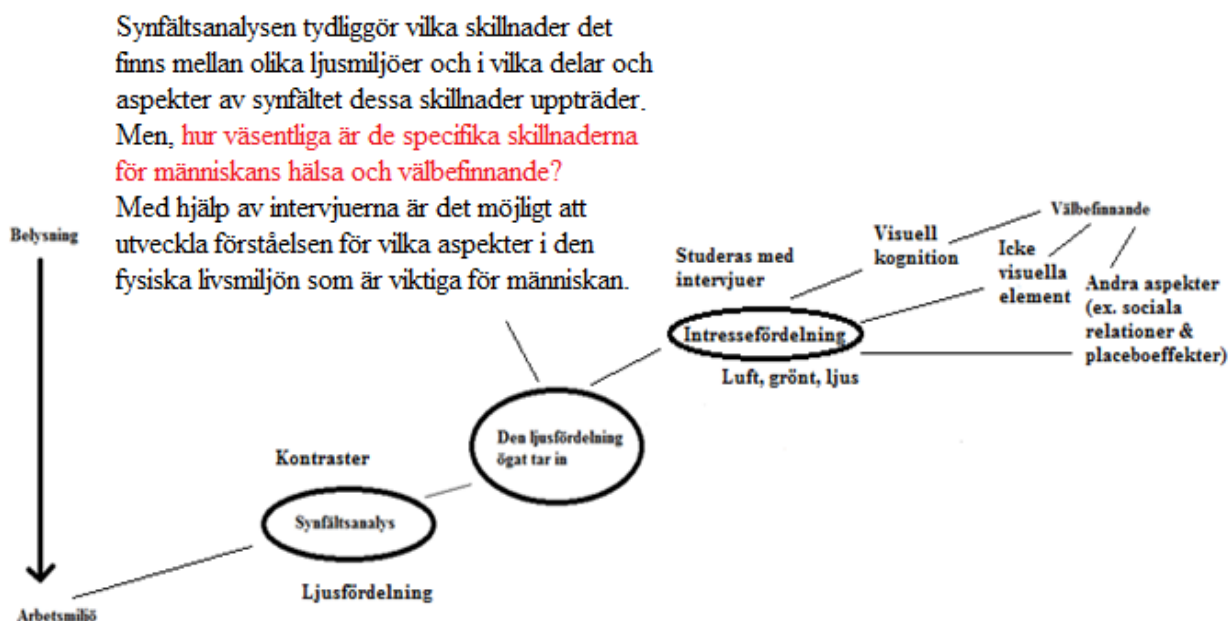 Synfältsanalysen tydliggör vilka skillnader det
finns mellan olika ljusmiljöer och i vilka delar och
aspekter av synfältet dessa skillnader uppträder.
Men, hur väsentliga är de specifika skillnaderna
för människans hälsa och välbefinnande?
Med hjälp av intervjuerna är det möjligt att
utveckla förståelsen för vilka aspekter i den
fysiska livsmiljön som är viktiga för människan.
Belysning
Arbetsmiljö
Kontraster
Synfältsanalys
Ljusfördelning
Den ljusfördelning
ögat tar in
Studeras med
intervjuer
Intressefördelning
Luft, grönt, ljus
Visuell
kognition
Välbefinnande
Icke
visuella
element
Andra aspekter
(ex. sociala
relationer &
placeboeffekter)